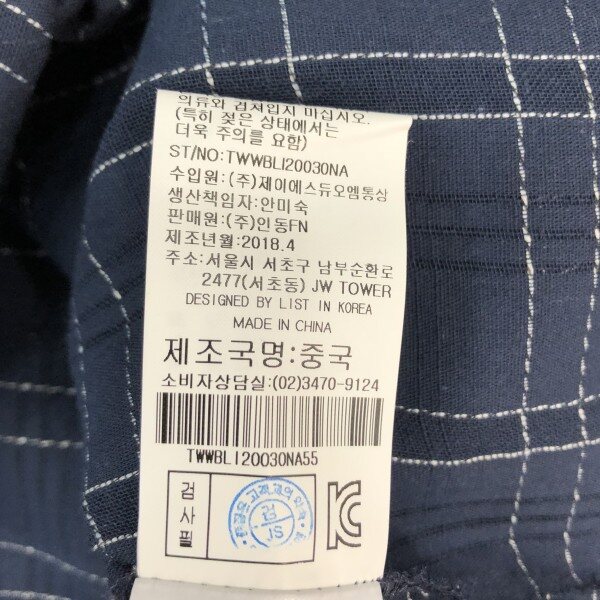 의류와 겹쳐입지 마십시오.
(특히 젖은 상태에서는
더욱 주의를 요함)
ST/NO:TWWBLI20030NA
수입원:(주)제이에스듀오엠통상
생산책임자:안미숙
판매원:(주)인동FN
제조년월:2018.4
주소:서울시 서초구 남부순환로
2477(서초동) JW TOWER
DESIGNED BY LIST IN KOREA
MADE IN CHINA
제조국명:중국
소비자상담실:(02)3470-9124
TWWBLI20030NA55
검사필
검
JS